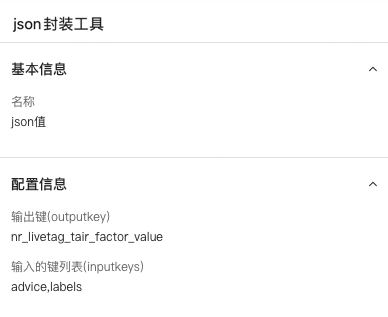 json封装工具
基本信息
名称
json值
配置信息
输出键(outputkey)
nr_livetag_tair_factor_value
输入的键列表(inputkeys)
advice,labels